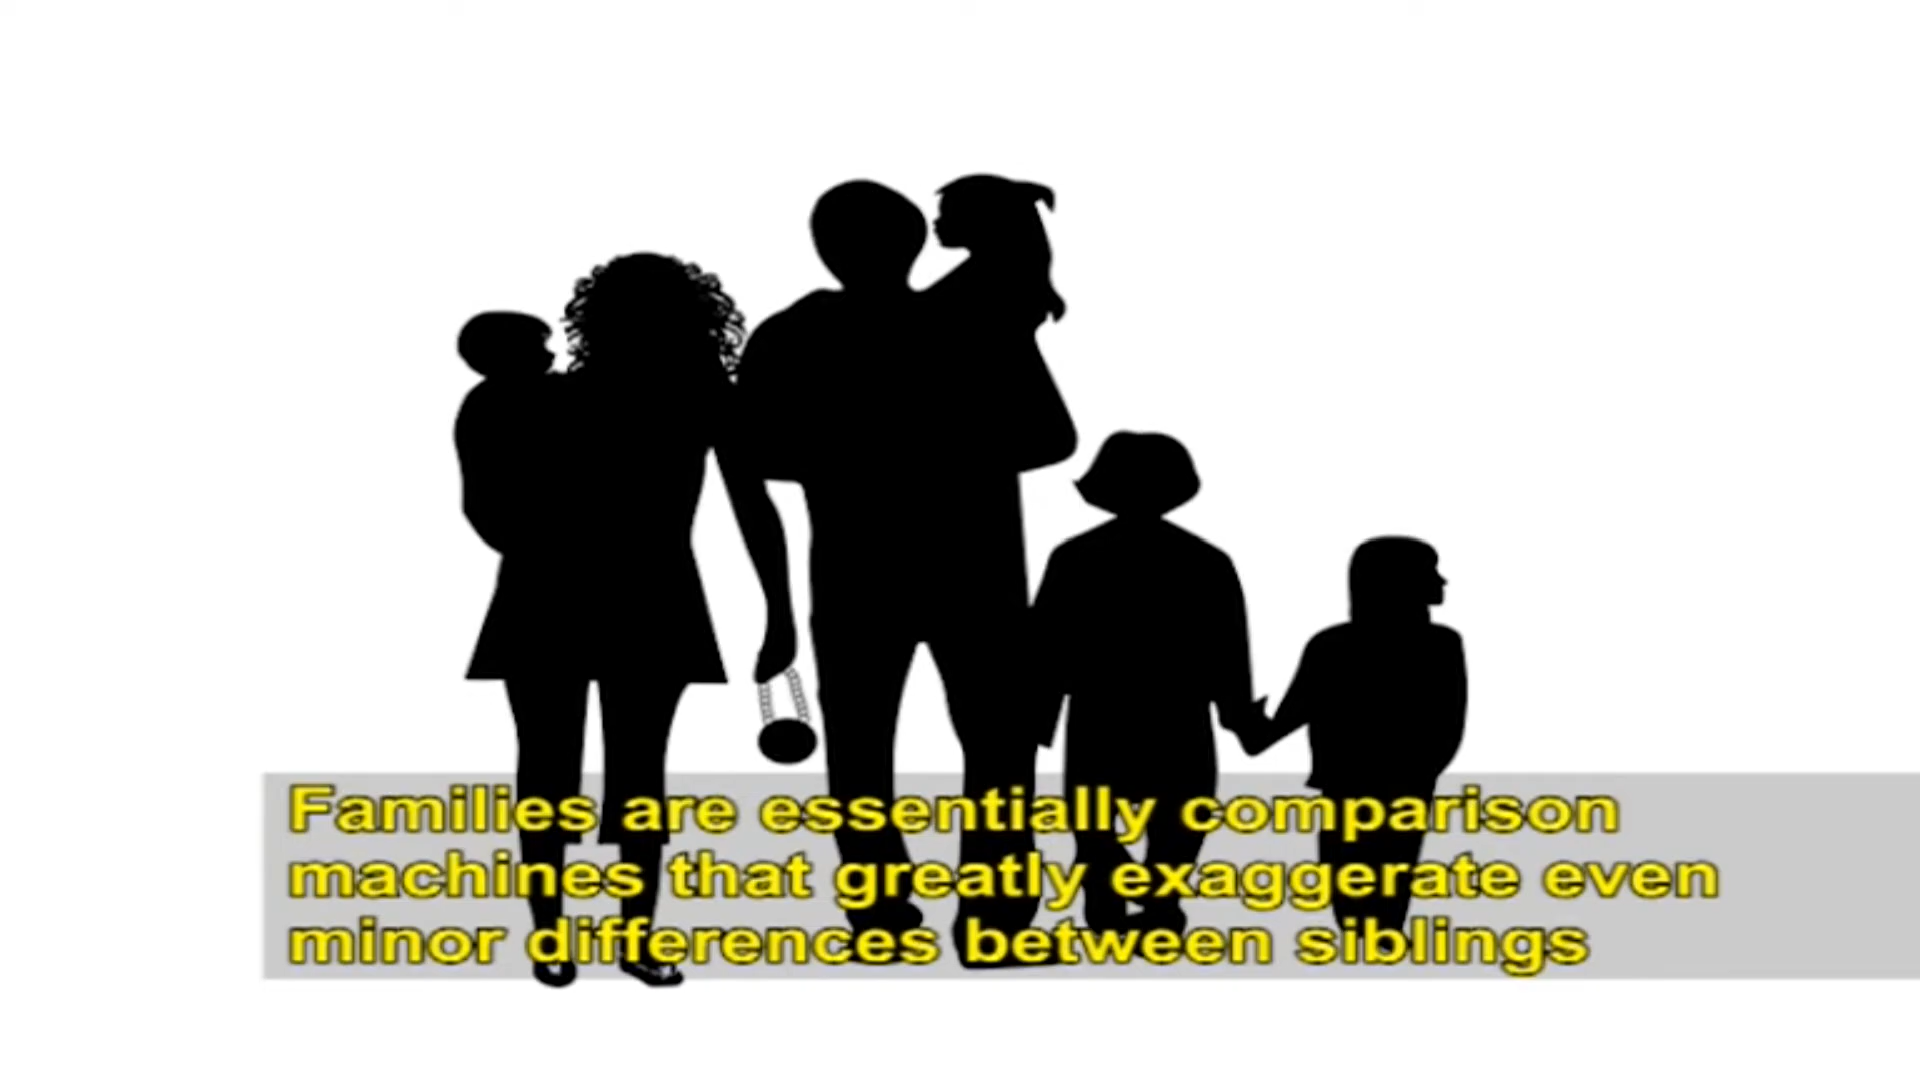 Families are essentially comparison
machines that greatly exaggerate even
minor differences between siblings